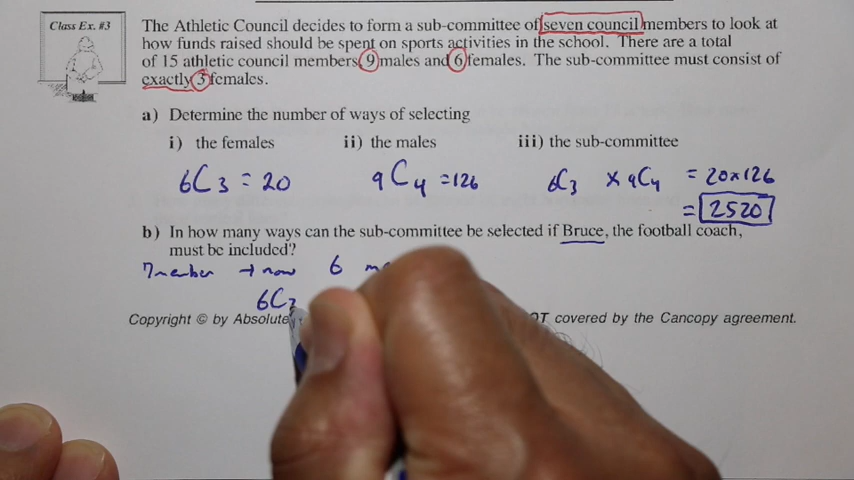 Class Ex. #3
The Athletic Council decides to form a sub-committee of seven council members to look at
how funds raised should be spent on sports activities in the school. There are a total
of 15 athletic council members, 9 males and 6 females. The sub-committee must consist of
exactly 3 females.
a) Determine the number of ways of selecting
i) the females ii) the males iii) the sub-committee
6C3 = 20 9C4 = 126 6C3 × 9C4 = 20×126
= 2520
b) In how many ways can the sub-committee be selected if Bruce, the football coach,
must be included?
7 member → now 6
6C3
Copyright © by Absolute OT covered by the Cancopy agreement.